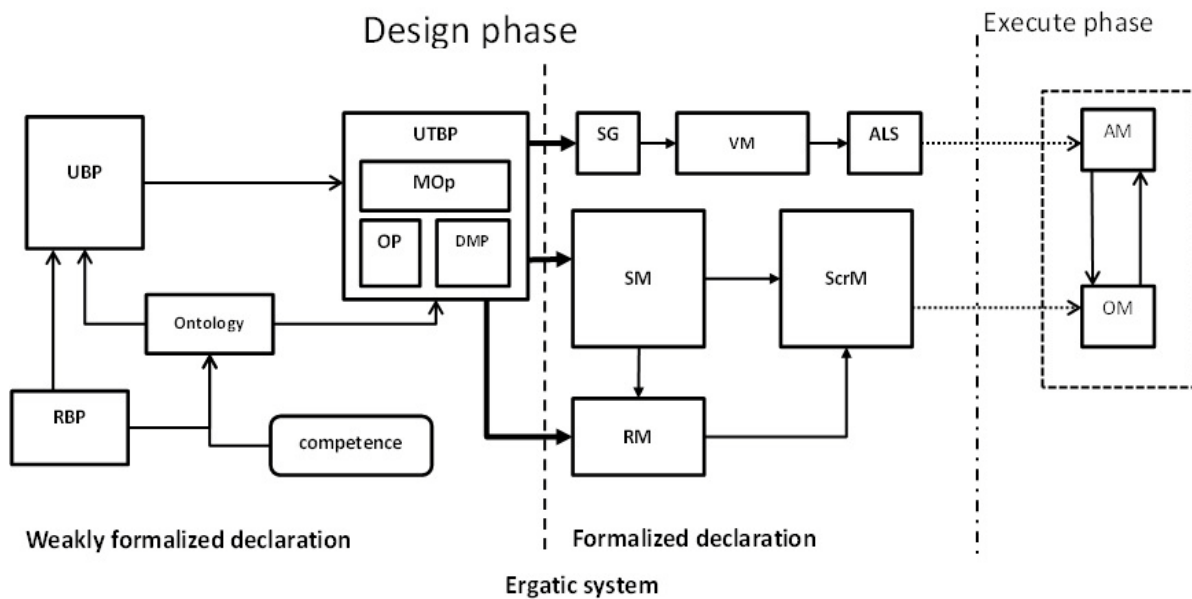 Design phase
Execute phase
UBP
UTBP
MOp
OP
DMP
SG
VM
ALS
AM
SM
ScrM
OM
Ontology
RBP
competence
RM
Weakly formalized declaration
Formalized declaration
Ergatic system